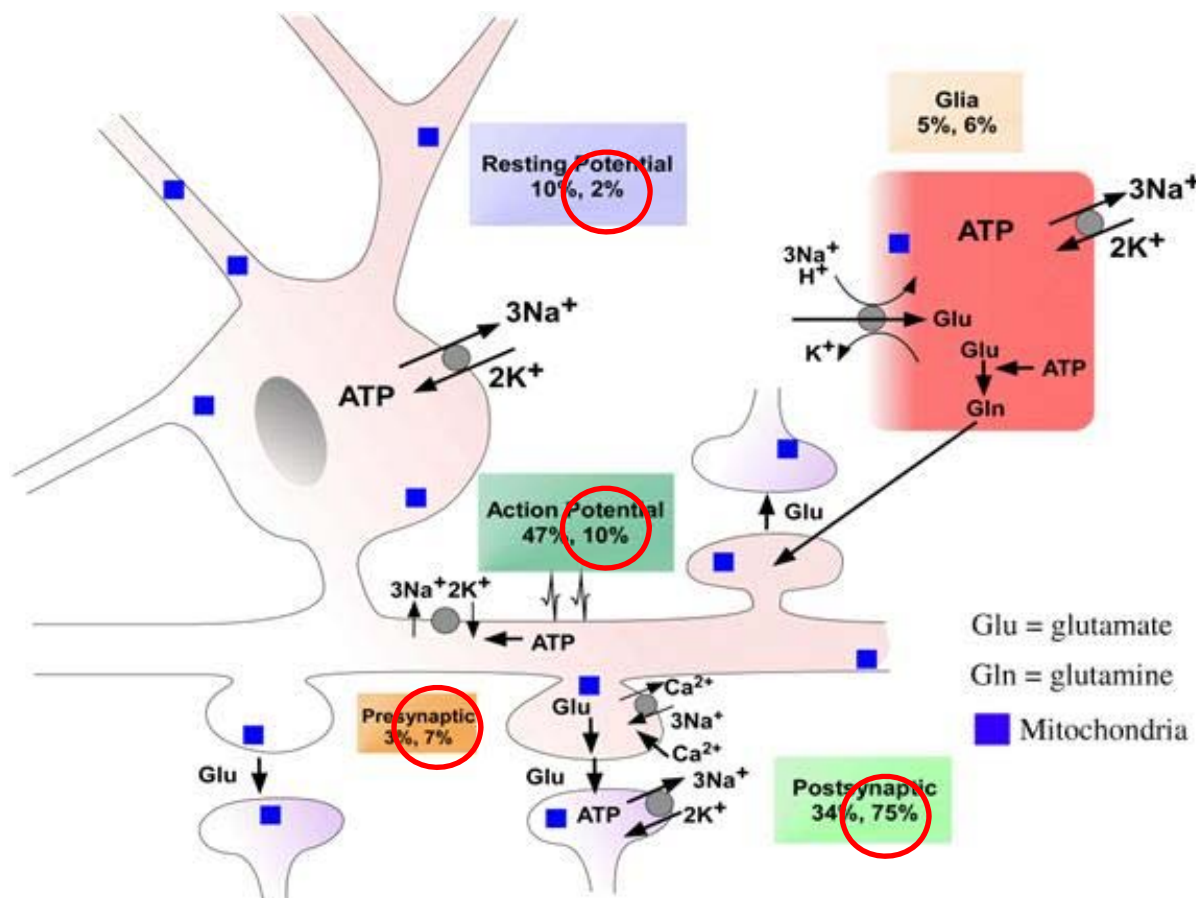 Glia
5%, 6%
Resting Potential
10%, 2%
3Na⁺
2K⁺
ATP
3Na⁺
H⁺
Glu
K⁺
Glu
ATP
Gln
3Na⁺
2K⁺
ATP
Action Potential
47%, 10%
Glu
3Na⁺2K⁺
ATP
Glu = glutamate
Gln = glutamine
Mitochondria
Presynaptic
3%, 7%
Glu
Ca²⁺
3Na⁺
Ca²⁺
Glu
Glu
ATP
3Na⁺
2K⁺
Postsynaptic
34%, 75%